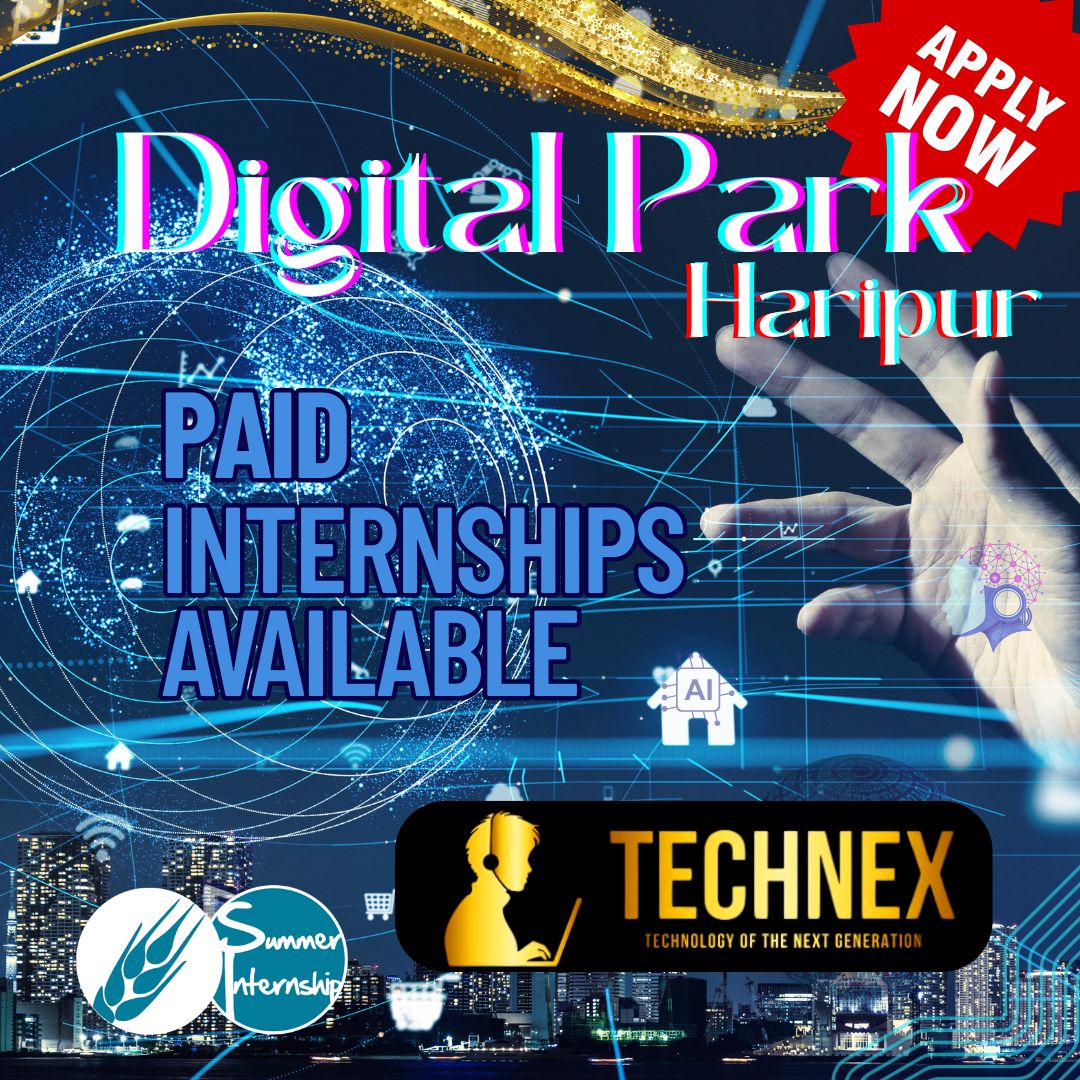 APPLY
NOW
Digital Park
Haripur
PAID
INTERNSHIPS
AVAILABLE
AI
TECHNEX
TECHNOLOGY OF THE NEXT GENERATION
Summer
Internship